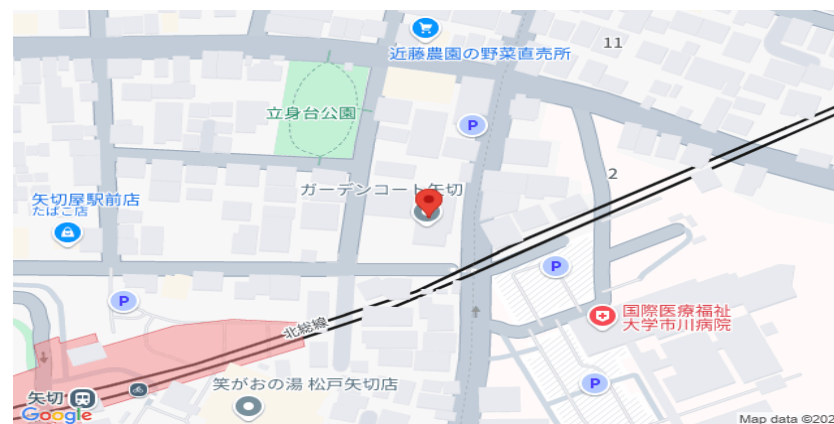 近藤農園の野菜直売所
11
P
立身台公園
2
ガーデンコート矢切
矢切屋駅前店
たばこ店
P
P
国際医療福祉
大学市川病院
北総線
P
笑がおの湯 松戸矢切店
矢切
Google
Map data ©202